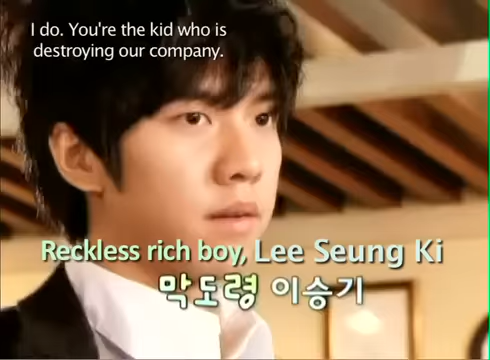 I do. You're the kid who is
destroying our company.
Reckless rich boy, Lee Seung Ki
막도령 이승기